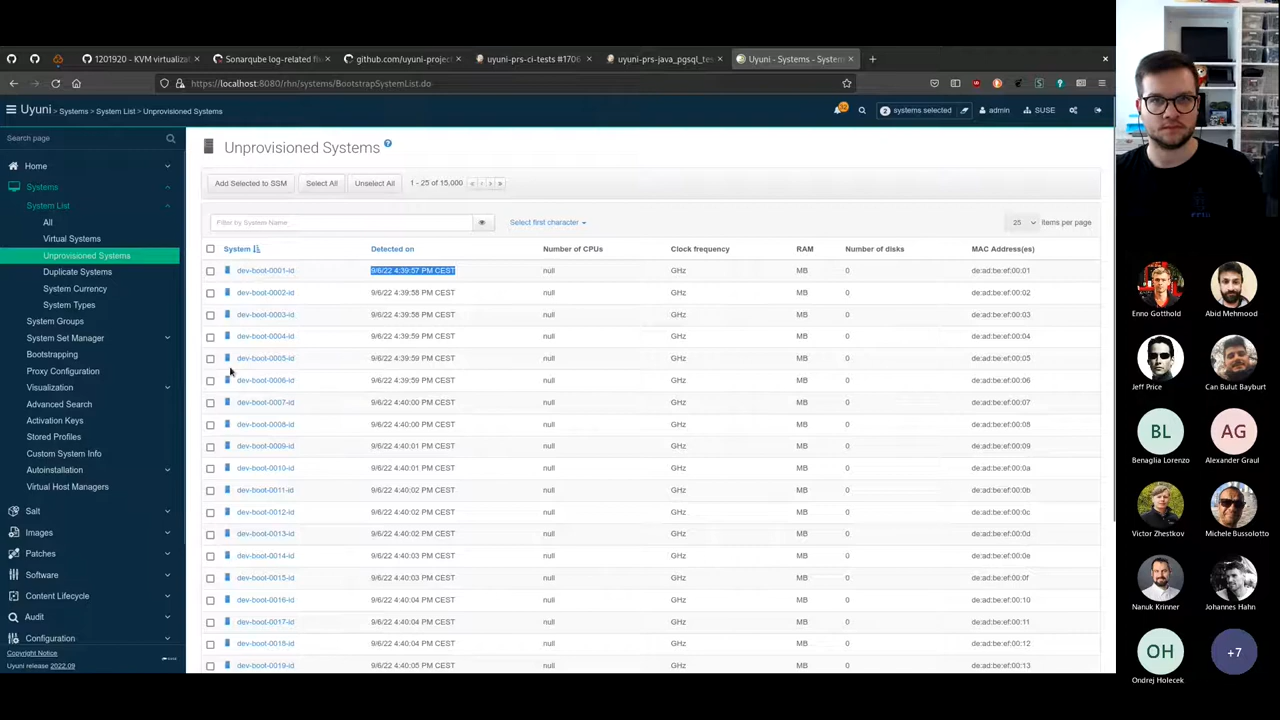 1201920 - KVM virtualiza
Sonarqube log-related fi
github.com/uyuni-projec
uyuni-prs-ci-tests #1706
uyuni-prs-java_pgsql_te
Uyuni - Systems - System
https://localhost:8080/rhn/systems/BootstrapSystemList.do
Uyuni > Systems > System List > Unprovisioned Systems
2 systems selected
admin
SUSE
Search page
Home
Systems
System List
All
Virtual Systems
Unprovisioned Systems
Duplicate Systems
System Currency
System Types
System Groups
System Set Manager
Bootstrapping
Proxy Configuration
Visualization
Advanced Search
Activation Keys
Stored Profiles
Custom System Info
Autoinstallation
Virtual Host Managers
Salt
Images
Patches
Software
Content Lifecycle
Audit
Configuration
Copyright Notice
Uyuni release 2022.09
Unprovisioned Systems
Add Selected to SSM Select All Unselect All 1 - 25 of 15.000
Filter by System Name Select first character 25 items per page
System Detected on Number of CPUs Clock frequency RAM Number of disks MAC Address(es)
dev-boot-0001-id 9/6/22 4:39:57 PM CEST null GHz MB 0 de:ad:be:ef:00:01
dev-boot-0002-id 9/6/22 4:39:58 PM CEST null GHz MB 0 de:ad:be:ef:00:02
dev-boot-0003-id 9/6/22 4:39:58 PM CEST null GHz MB 0 de:ad:be:ef:00:03
dev-boot-0004-id 9/6/22 4:39:59 PM CEST null GHz MB 0 de:ad:be:ef:00:04
dev-boot-0005-id 9/6/22 4:39:59 PM CEST null GHz MB 0 de:ad:be:ef:00:05
dev-boot-0006-id 9/6/22 4:39:59 PM CEST null GHz MB 0 de:ad:be:ef:00:06
dev-boot-0007-id 9/6/22 4:40:00 PM CEST null GHz MB 0 de:ad:be:ef:00:07
dev-boot-0008-id 9/6/22 4:40:00 PM CEST null GHz MB 0 de:ad:be:ef:00:08
dev-boot-0009-id 9/6/22 4:40:01 PM CEST null GHz MB 0 de:ad:be:ef:00:09
dev-boot-0010-id 9/6/22 4:40:01 PM CEST null GHz MB 0 de:ad:be:ef:00:0a
dev-boot-0011-id 9/6/22 4:40:02 PM CEST null GHz MB 0 de:ad:be:ef:00:0b
dev-boot-0012-id 9/6/22 4:40:02 PM CEST null GHz MB 0 de:ad:be:ef:00:0c
dev-boot-0013-id 9/6/22 4:40:02 PM CEST null GHz MB 0 de:ad:be:ef:00:0d
dev-boot-0014-id 9/6/22 4:40:03 PM CEST null GHz MB 0 de:ad:be:ef:00:0e
dev-boot-0015-id 9/6/22 4:40:03 PM CEST null GHz MB 0 de:ad:be:ef:00:0f
dev-boot-0016-id 9/6/22 4:40:04 PM CEST null GHz MB 0 de:ad:be:ef:00:10
dev-boot-0017-id 9/6/22 4:40:04 PM CEST null GHz MB 0 de:ad:be:ef:00:11
dev-boot-0018-id 9/6/22 4:40:04 PM CEST null GHz MB 0 de:ad:be:ef:00:12
dev-boot-0019-id 9/6/22 4:40:05 PM CEST null GHz MB 0 de:ad:be:ef:00:13
Enno Gotthold
Abid Mehmood
Jeff Price
Can Bulut Bayburt
BL
AG
Benaglia Lorenzo
Alexander Graul
Victor Zhestkov
Michele Bussolotto
Nanuk Krinner
Johannes Hahn
OH
+7
Ondrej Holecek